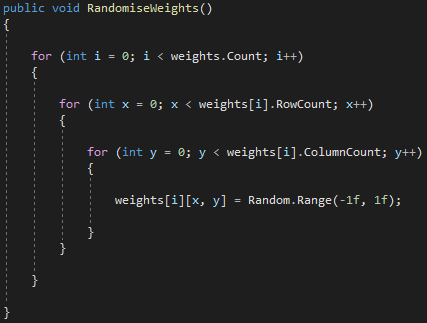 public void RandomiseWeights()
{
for (int i = 0; i < weights.Count; i++)
{
for (int x = 0; x < weights[i].RowCount; x++)
{
for (int y = 0; y < weights[i].ColumnCount; y++)
{
weights[i][x, y] = Random.Range(-1f, 1f);
}
}
}
}